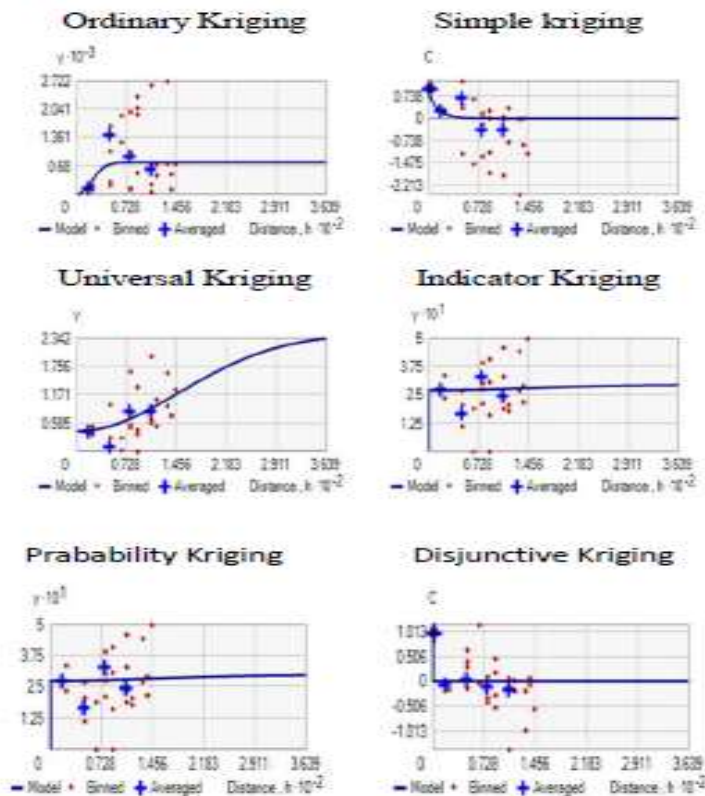 Ordinary Kriging
γ·10⁻³
2.722
2.041
1.361
0.68
0 0.728 1.456 2.183 2.911 3.639
Model Binned Averaged Distance, h·10⁻²
Simple kriging
C
0.738
0
-0.738
-1.475
-2.213
0 0.728 1.456 2.183 2.911 3.639
Model Binned Averaged Distance, h·10⁻²
Universal Kriging
γ
2.342
1.756
1.171
0.585
0 0.728 1.456 2.183 2.911 3.639
Model Binned Averaged Distance, h·10⁻²
Indicator Kriging
γ·10¹
5
3.75
2.5
1.25
0 0.728 1.456 2.183 2.911 3.639
Model Binned Averaged Distance, h·10⁻²
Prabability Kriging
γ·10¹
5
3.75
2.5
1.25
0 0.728 1.456 2.183 2.911 3.639
Model Binned Averaged Distance, h·10⁻²
Disjunctive Kriging
C
1.013
0.506
0
-0.506
-1.013
0 0.728 1.456 2.183 2.911 3.639
Model Binned Averaged Distance, h·10⁻²